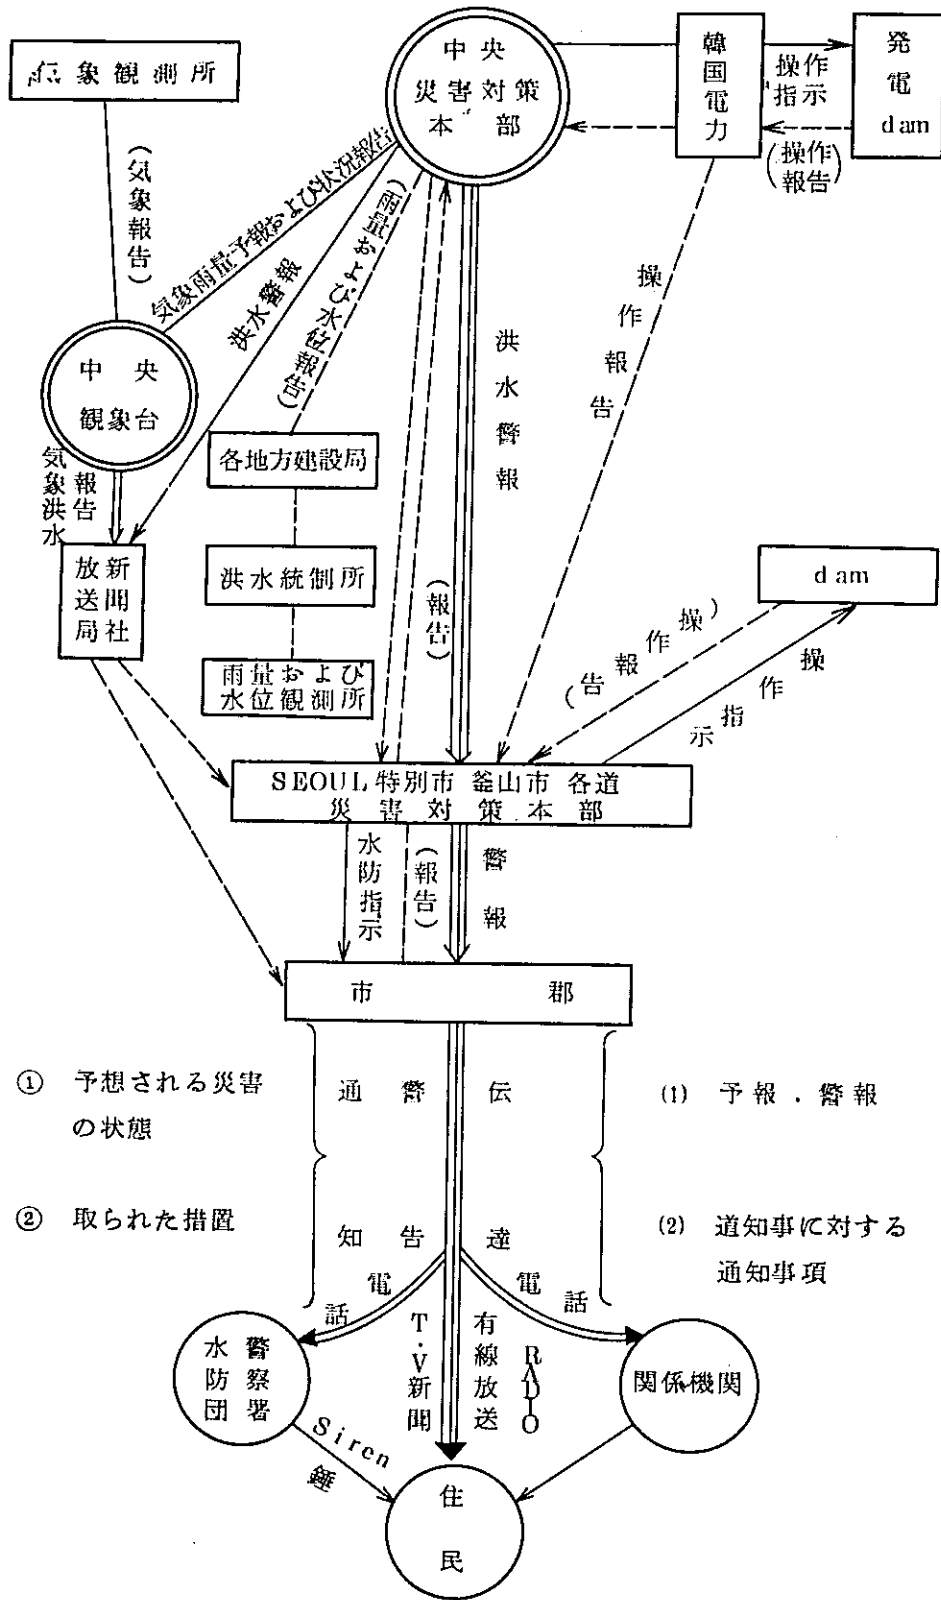 中央
災害対策
本部
韓国電力
操作
指示
(操作
報告)
発
電
dam
気象観測所
(気象報告)
気象雨量予報および状況報告
洪水警報
(雨量および水位報告)
洪水警報
操作報告
中央
観象台
気象洪水
報告
各地方建設局
洪水統制所
雨量および
水位観測所
新聞社
放送局
(報告)
dam
(操作報告)
操作指示
SEOUL特別市 釜山市 各道
災害対策本部
水防指示
(報告)
警報
市 郡
① 予想される災害
の状態
② 取られた措置
通知
警告
伝達
(1) 予報.警報
(2) 道知事に対する
通知事項
電話
電話
T.V新聞
有線放送
RADIO
警察署
水防団
関係機関
Siren
鍾
住
民